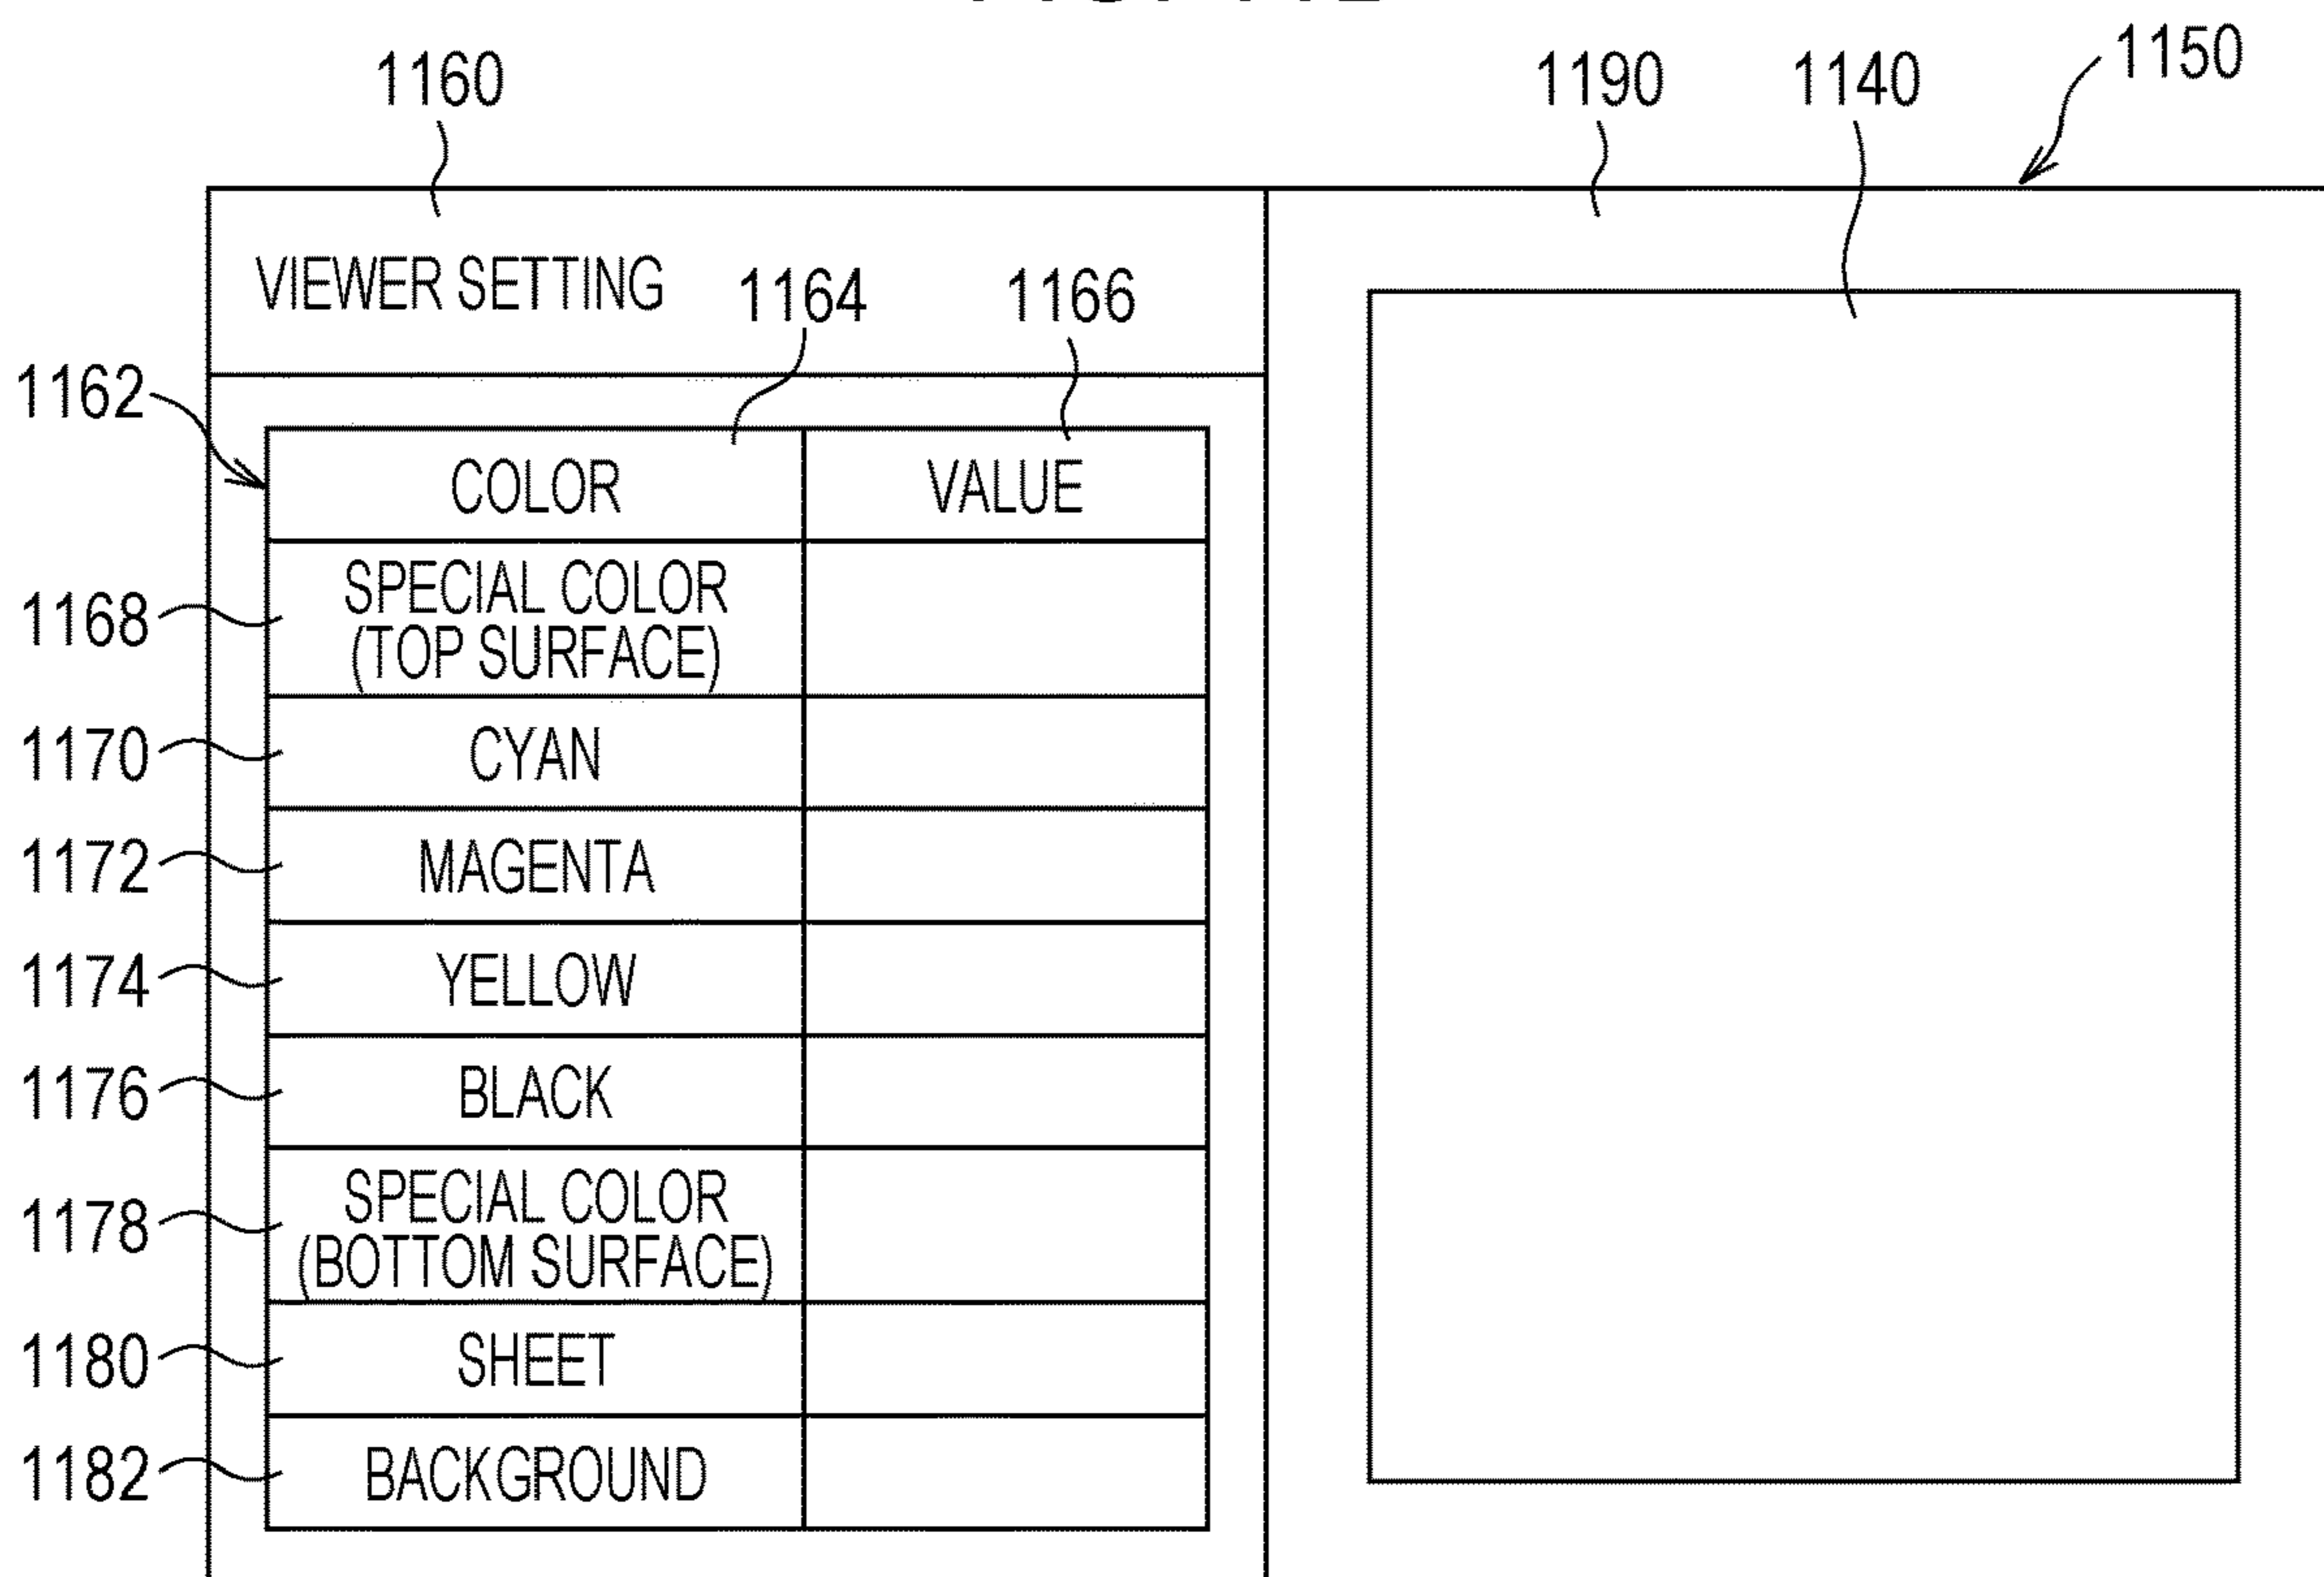 1160
1190
1140
1150
VIEWER SETTING
1164
1166
1162
COLOR
VALUE
1168
SPECIAL COLOR
(TOP SURFACE)
1170
CYAN
1172
MAGENTA
1174
YELLOW
1176
BLACK
1178
SPECIAL COLOR
(BOTTOM SURFACE)
1180
SHEET
1182
BACKGROUND